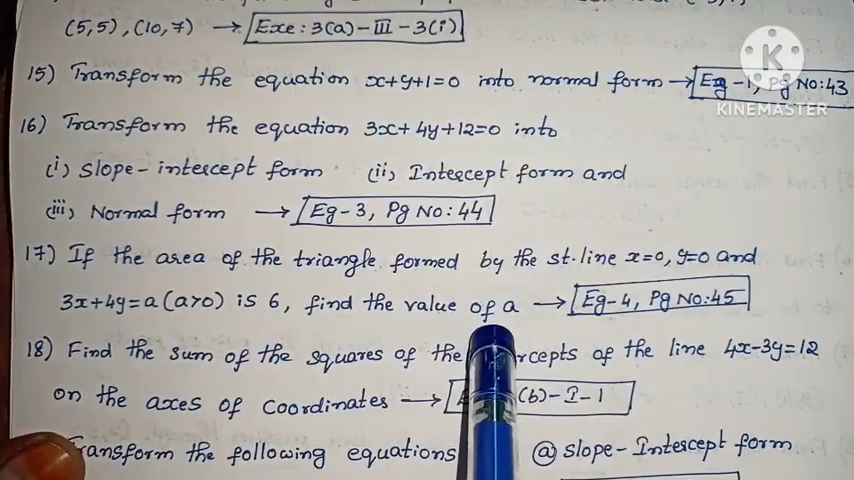 (5,5), (10,7) → Exe: 3(a)-III-3(i)
K
KINEMASTER
15) Transform the equation x+y+1=0 into normal form → Eg-1, Pg No:43
16) Transform the equation 3x+4y+12=0 into
(i) Slope-intercept form (ii) Intercept form and
(iii) Normal form → Eg-3, Pg No:44
17) If the area of the triangle formed by the st.line x=0, y=0 and
3x+4y=a (a>0) is 6, find the value of a → Eg-4, Pg No:45
18) Find the sum of the squares of the rcepts of the line 4x-3y=12
on the axes of coordinates → (b)-I-1
Transform the following equations @ slope-Intercept form